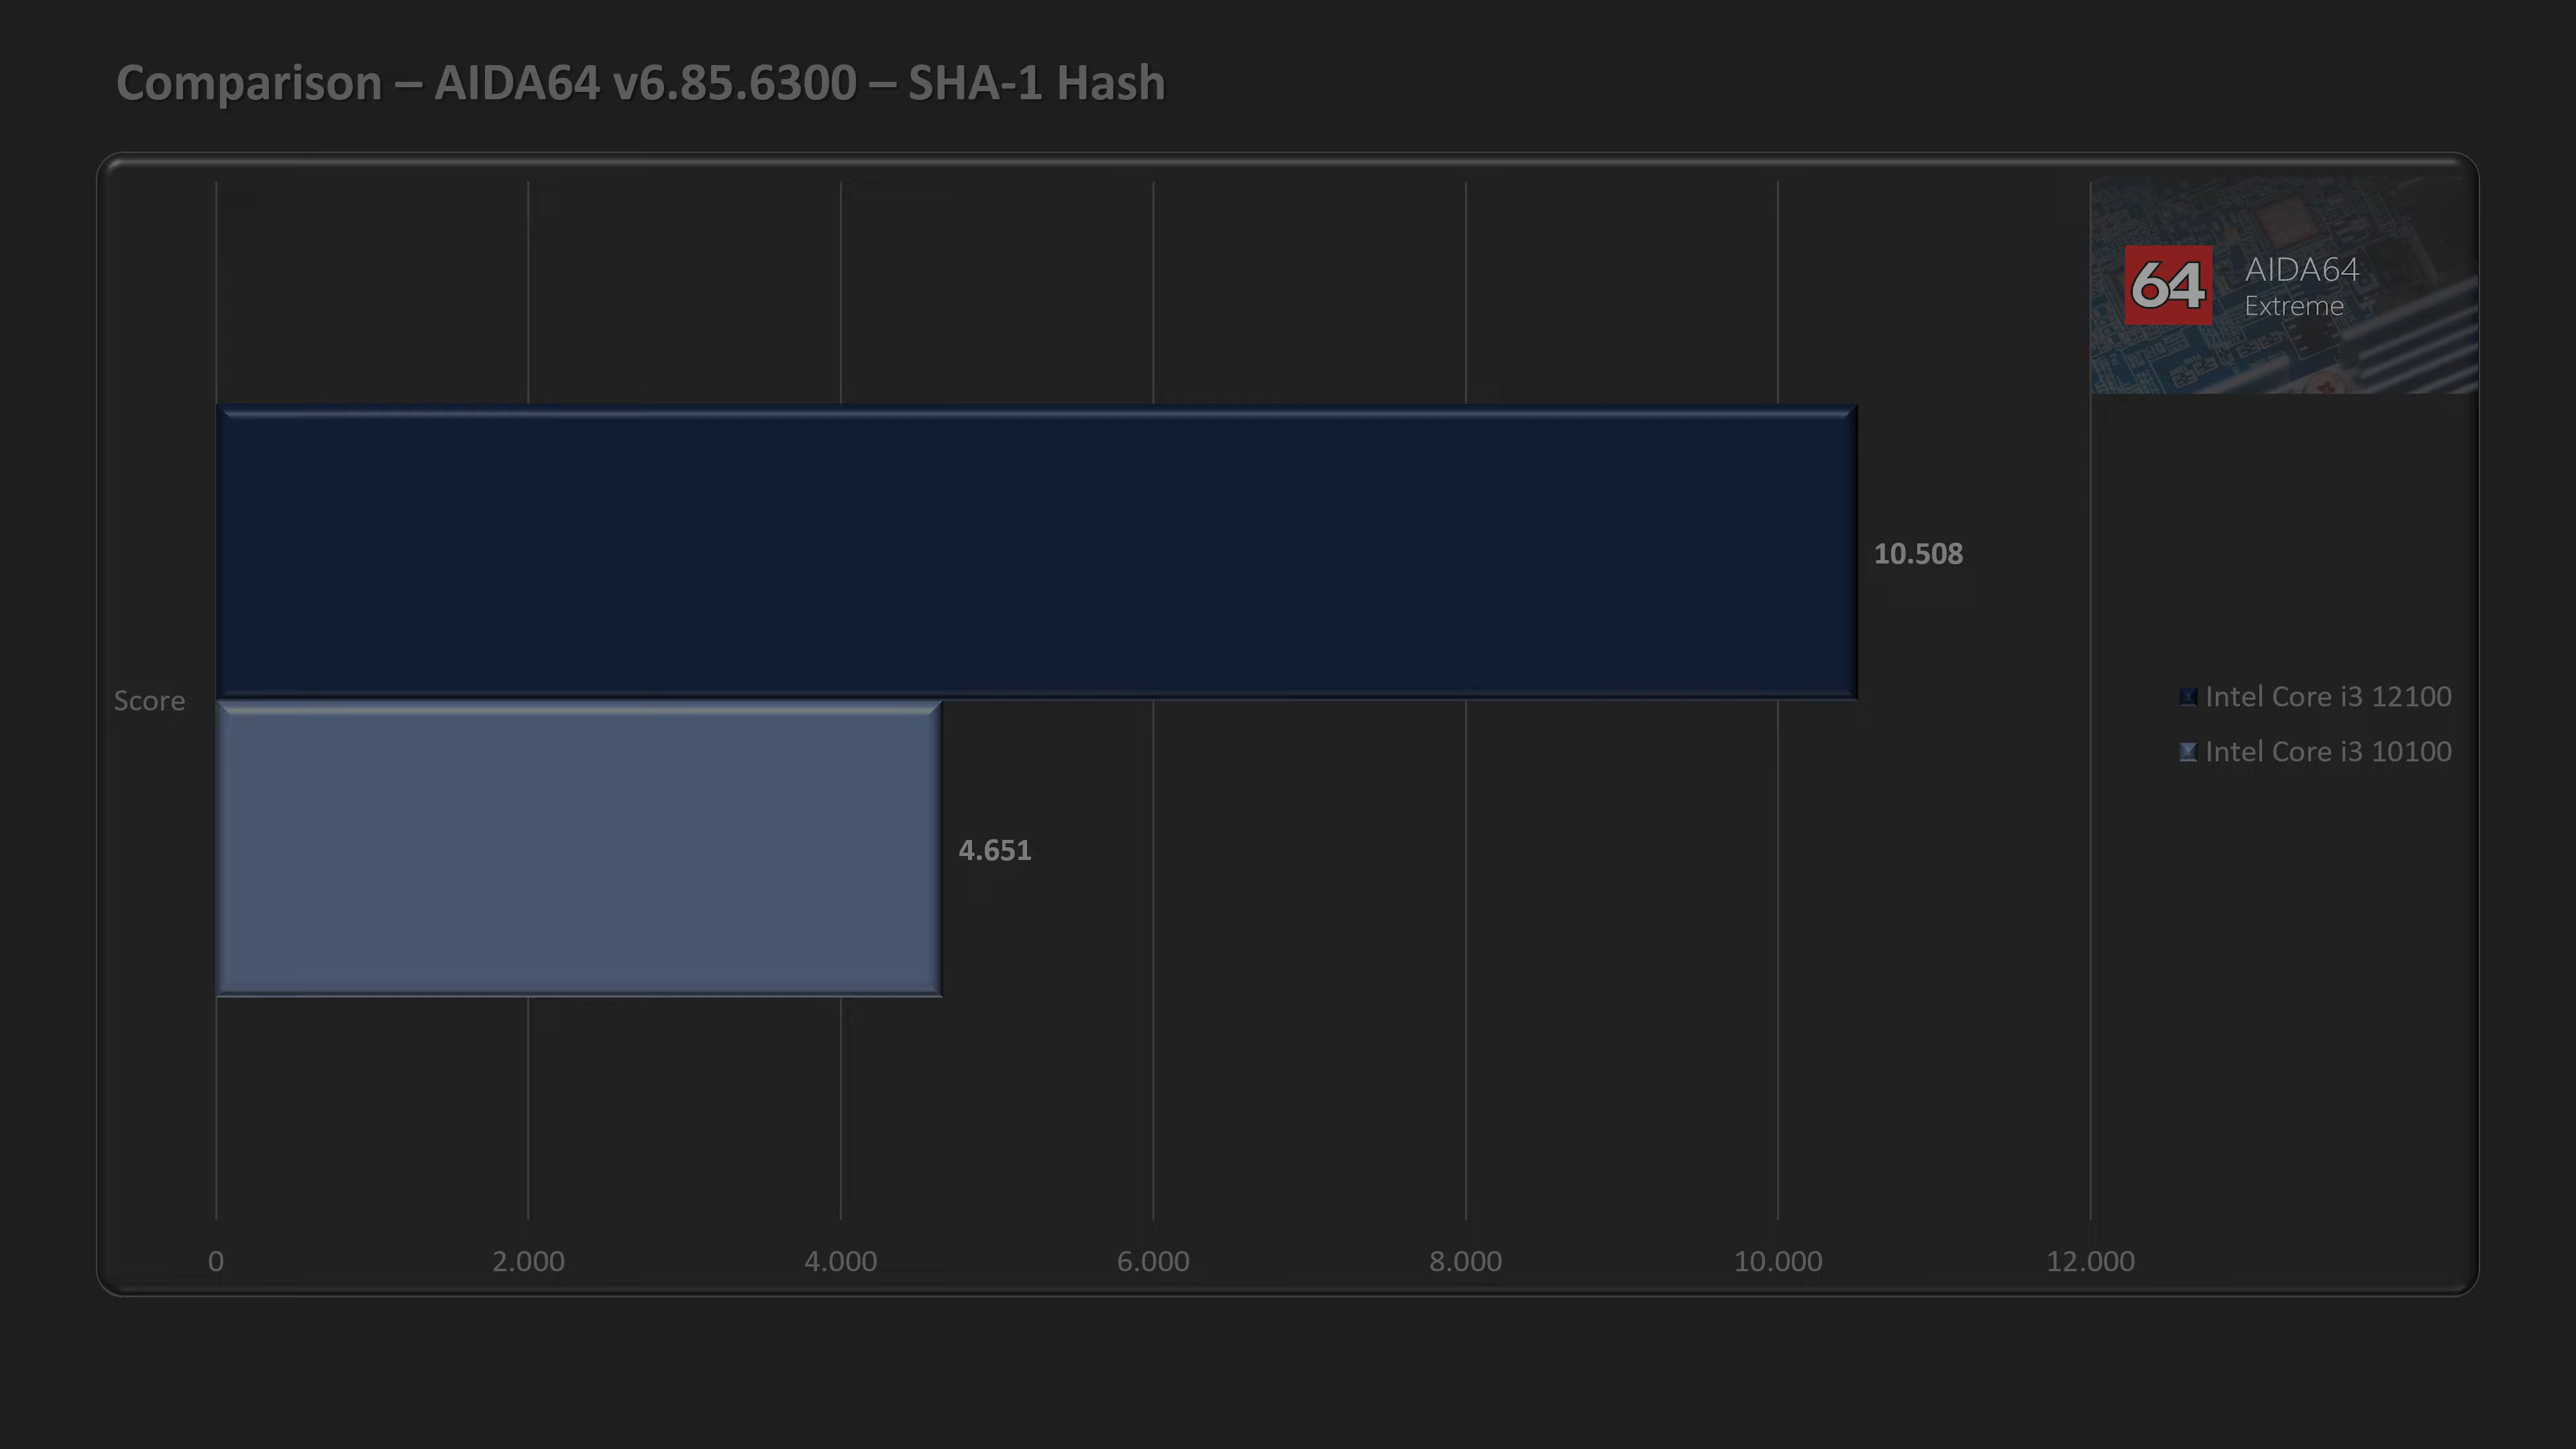 Comparison – AIDA64 v6.85.6300 – SHA-1 Hash
64
AIDA64
Extreme
10.508
Score
Intel Core i3 12100
Intel Core i3 10100
4.651
0 2.000 4.000 6.000 8.000 10.000 12.000